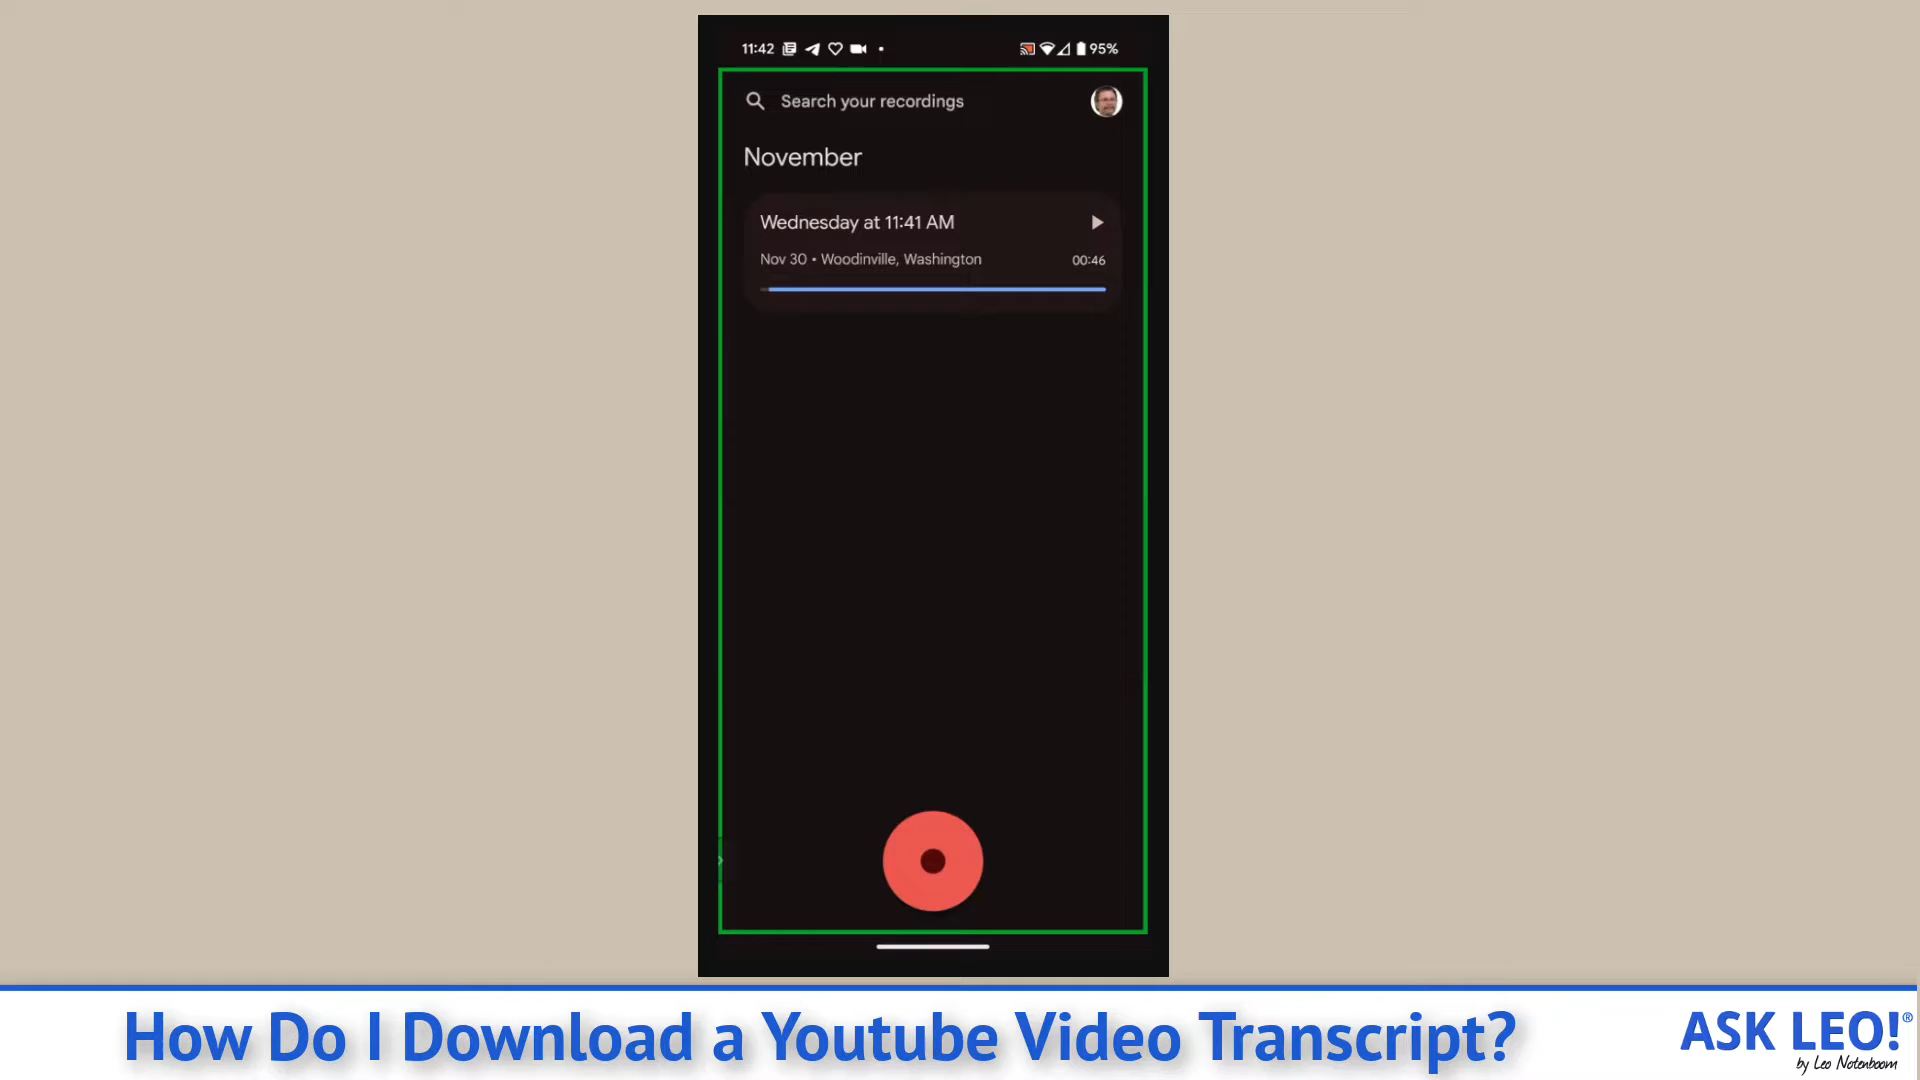 11:42
95%
Search your recordings
November
Wednesday at 11:41 AM
Nov 30 • Woodinville, Washington
00:46
How Do I Download a Youtube Video Transcript?
ASK LEO!®
by Leo Notenboom